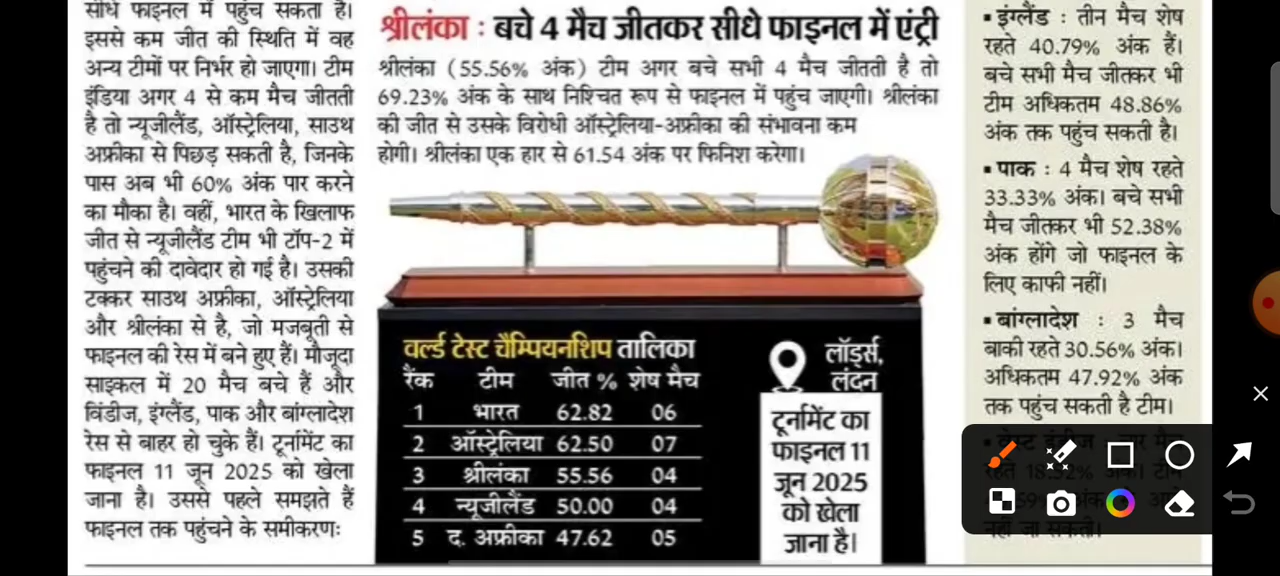 सीधे फाइनल में पहुंच सकता है।
इससे कम जीत की स्थिति में वह
अन्य टीमों पर निर्भर हो जाएगा। टीम
इंडिया अगर 4 से कम मैच जीतती
है तो न्यूजीलैंड, ऑस्ट्रेलिया, साउथ
अफ्रीका से पिछड़ सकती है, जिनके
पास अब भी 60% अंक पार करने
का मौका है। वहीं, भारत के खिलाफ
जीत से न्यूजीलैंड टीम भी टॉप-2 में
पहुंचने की दावेदार हो गई है। उसकी
टक्कर साउथ अफ्रीका, ऑस्ट्रेलिया
और श्रीलंका से है, जो मजबूती से
फाइनल की रेस में बने हुए हैं। मौजूदा
साइकल में 20 मैच बचे हैं और
विंडीज, इंग्लैंड, पाक और बांग्लादेश
रेस से बाहर हो चुके हैं। टूर्नामेंट का
फाइनल 11 जून 2025 को खेला
जाना है। उससे पहले समझते हैं
फाइनल तक पहुंचने के समीकरणः
श्रीलंका : बचे 4 मैच जीतकर सीधे फाइनल में एंट्री
श्रीलंका (55.56% अंक) टीम अगर बचे सभी 4 मैच जीतती है तो
69.23% अंक के साथ निश्चित रूप से फाइनल में पहुंच जाएगी। श्रीलंका
की जीत से उसके विरोधी ऑस्ट्रेलिया-अफ्रीका की संभावना कम
होगी। श्रीलंका एक हार से 61.54 अंक पर फिनिश करेगा।
वर्ल्ड टेस्ट चैम्पियनशिप तालिका
रैंक टीम जीत % शेष मैच
1 भारत 62.82 06
2 ऑस्ट्रेलिया 62.50 07
3 श्रीलंका 55.56 04
4 न्यूजीलैंड 50.00 04
5 द. अफ्रीका 47.62 05
लॉर्ड्स,
लंदन
टूर्नामेंट का
फाइनल 11
जून 2025
को खेला
जाना है।
▪ इंग्लैंड : तीन मैच शेष
रहते 40.79% अंक हैं।
बचे सभी मैच जीतकर भी
टीम अधिकतम 48.86%
अंक तक पहुंच सकती है।
▪ पाक : 4 मैच शेष रहते
33.33% अंक। बचे सभी
मैच जीतकर भी 52.38%
अंक होंगे जो फाइनल के
लिए काफी नहीं।
▪ बांग्लादेश : 3 मैच
बाकी रहते 30.56% अंक।
अधिकतम 47.92% अंक
तक पहुंच सकती है टीम।